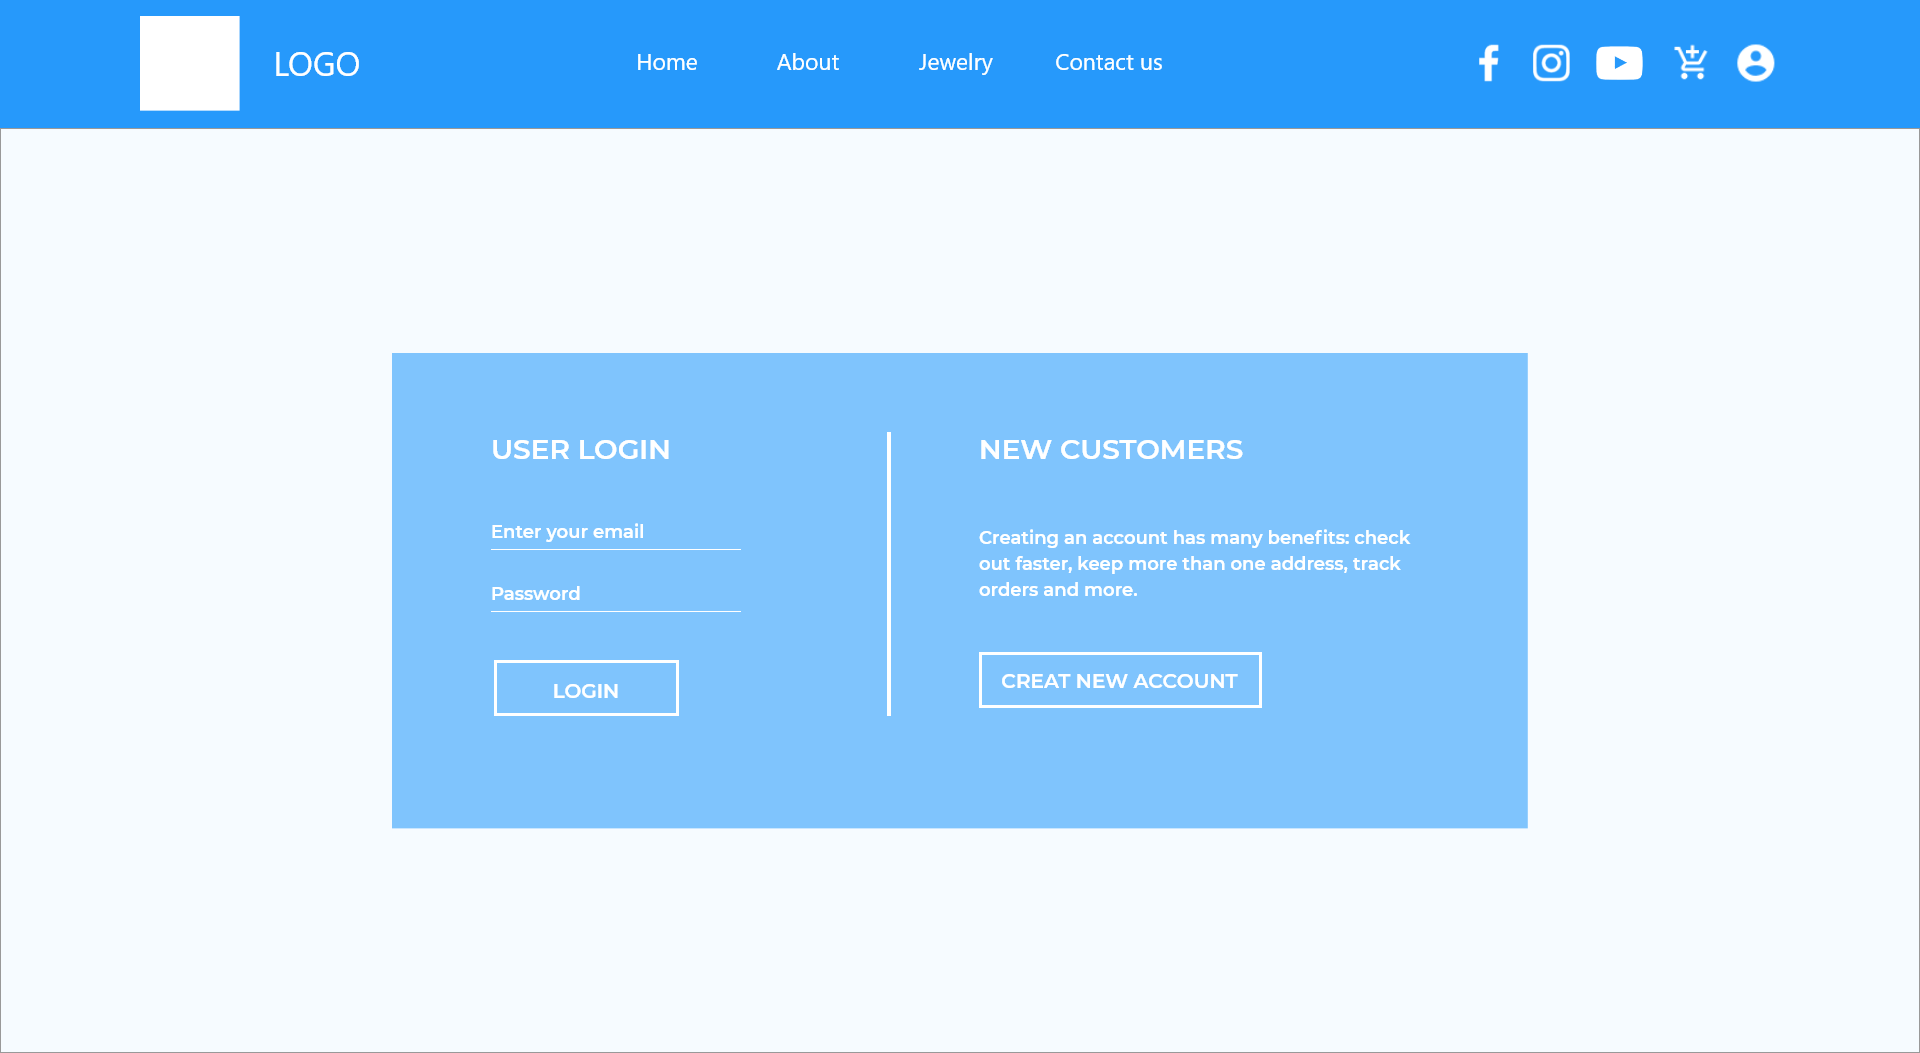 LOGO
Home
About
Jewelry
Contact us
USER LOGIN
Enter your email
Password
LOGIN
NEW CUSTOMERS
Creating an account has many benefits: check
out faster, keep more than one address, track
orders and more.
CREAT NEW ACCOUNT